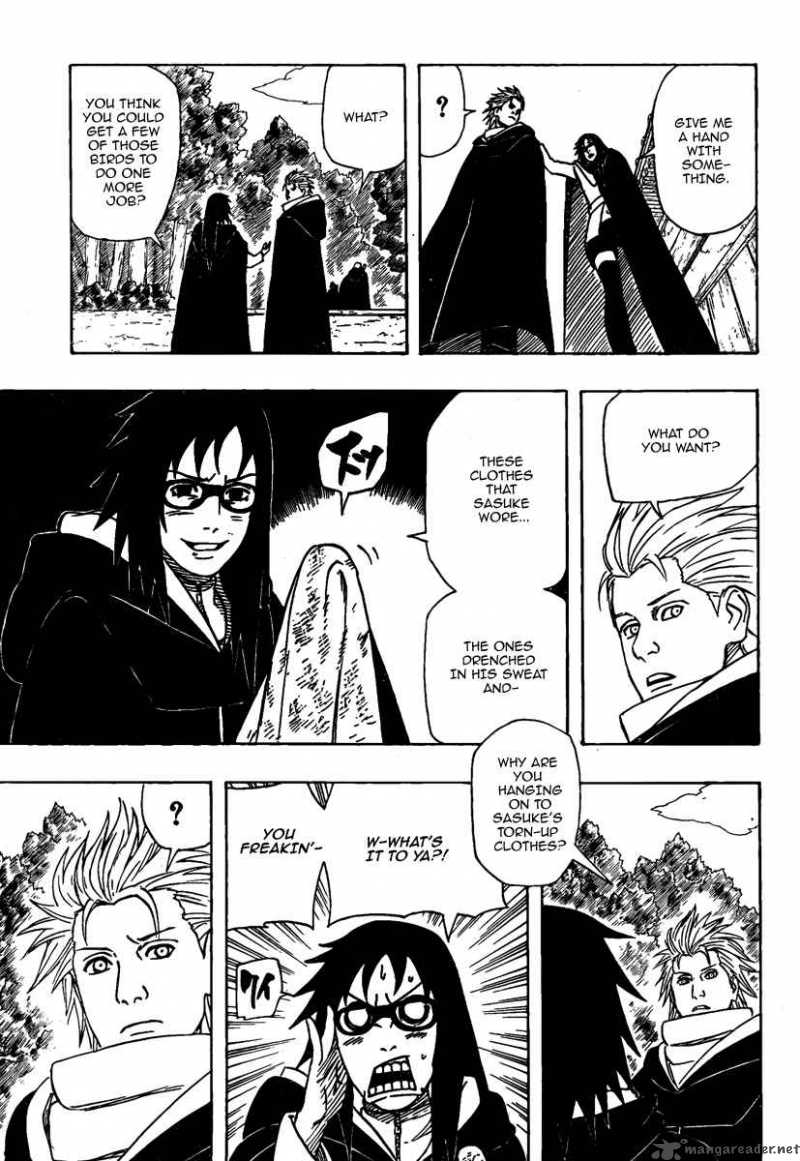 GIVE ME
A HAND
WITH
SOME-
THING.
?
WHAT?
YOU THINK
YOU COULD
GET A FEW
OF THOSE
BIRDS TO
DO ONE
MORE
JOB?
WHAT DO
YOU WANT?
THESE
CLOTHES
THAT
SASUKE
WORE...
THE ONES
DRENCHED
IN HIS SWEAT
AND-
WHY ARE
YOU
HANGING
ON TO
SASUKE'S
TORN-UP
CLOTHES?
W-WHAT'S
IT TO YA?!
YOU
FREAKIN'-
?
mangareader.net